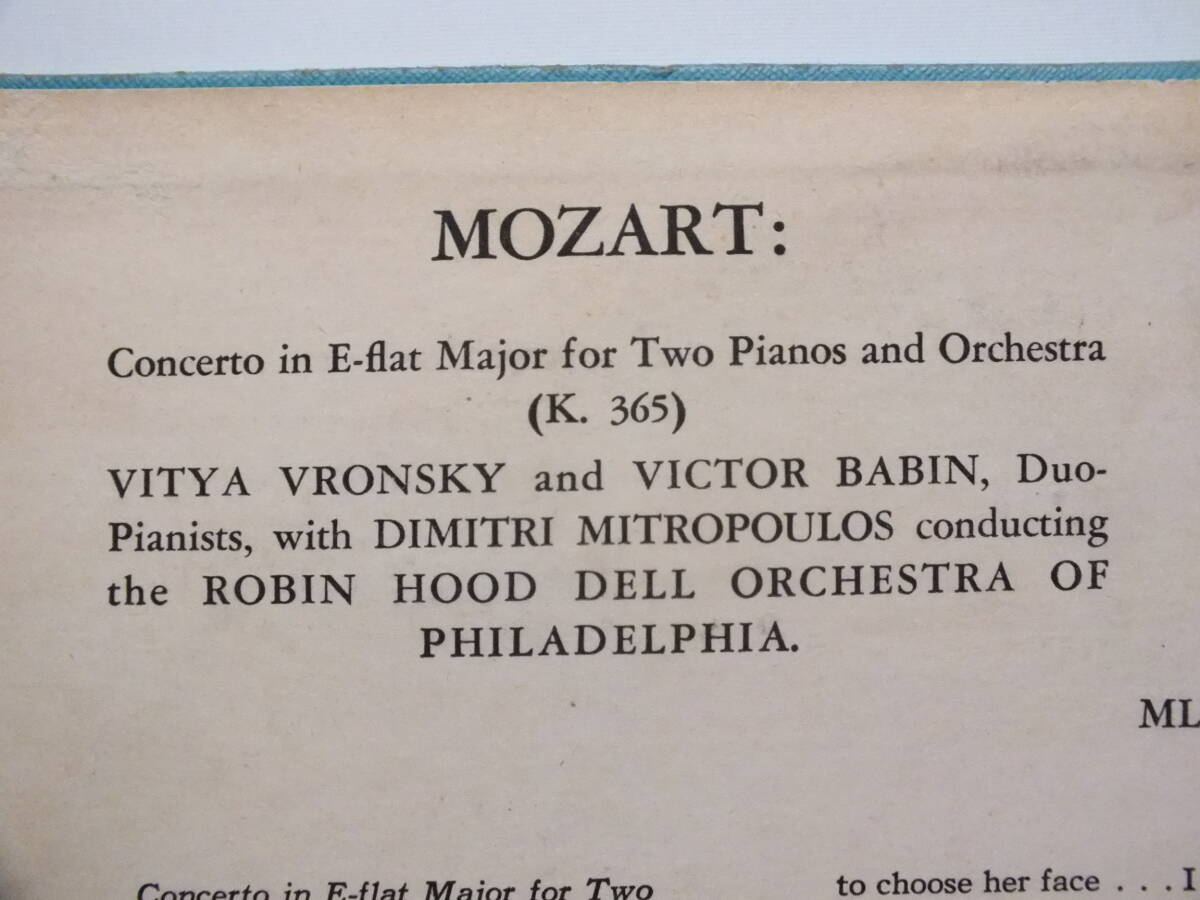 MOZART:
Concerto in E-flat Major for Two Pianos and Orchestra
(K. 365)
VITYA VRONSKY and VICTOR BABIN, Duo-
Pianists, with DIMITRI MITROPOULOS conducting
the ROBIN HOOD DELL ORCHESTRA OF
PHILADELPHIA.
ML
Concerto in E-flat Major for Two
to choose her face . . . I